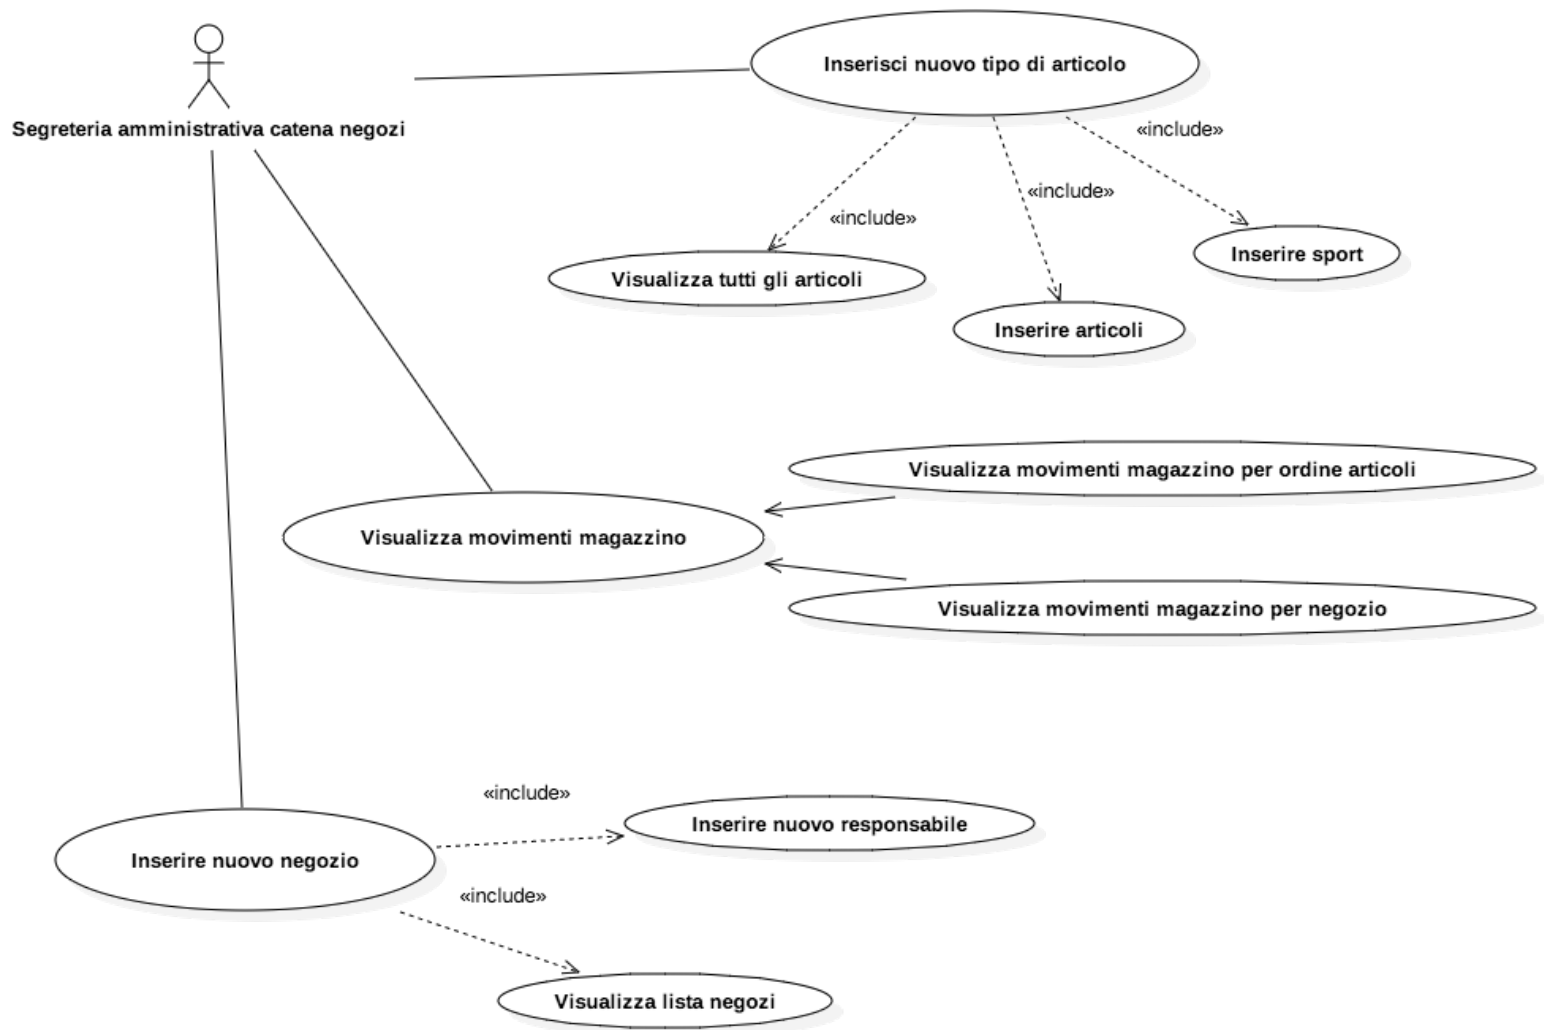 Inserisci nuovo tipo di articolo
Segreteria amministrativa catena negozi
«include»
«include»
«include»
Inserire sport
Visualizza tutti gli articoli
Inserire articoli
Visualizza movimenti magazzino per ordine articoli
Visualizza movimenti magazzino
Visualizza movimenti magazzino per negozio
«include»
Inserire nuovo responsabile
Inserire nuovo negozio
«include»
Visualizza lista negozi